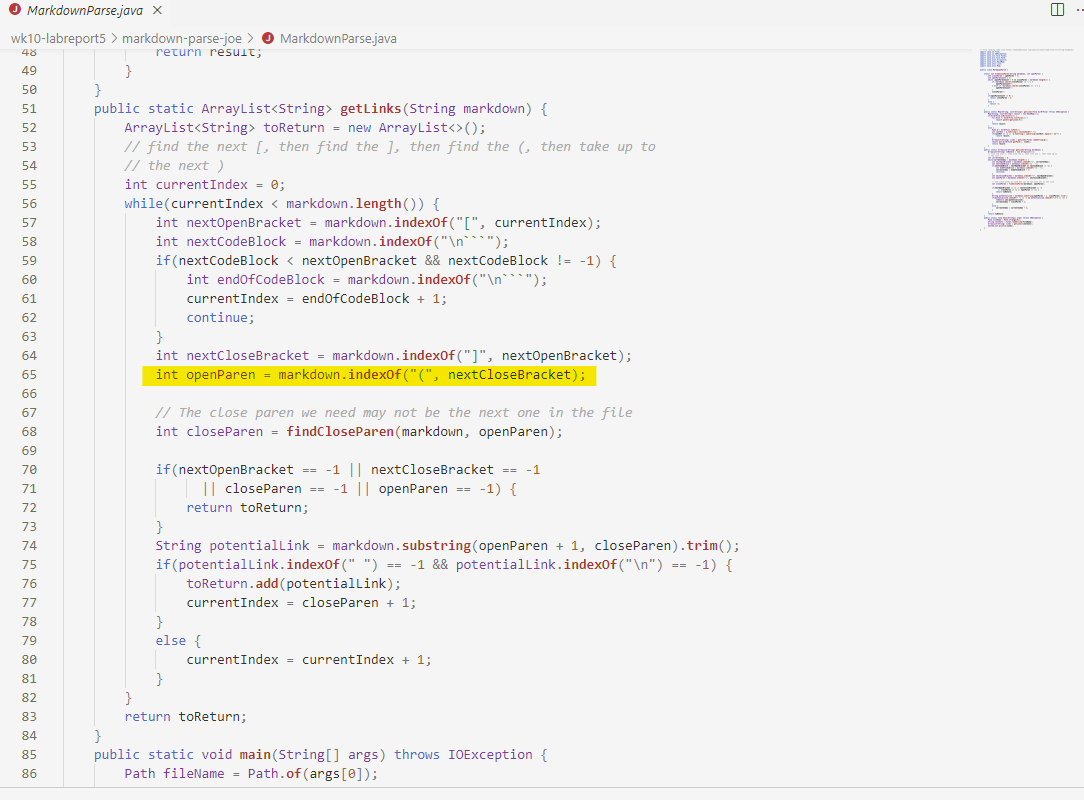 MarkdownParse.java
wk10-labreport5 > markdown-parse-joe > MarkdownParse.java
48 return result;
49 }
50 }
51 public static ArrayList<String> getLinks(String markdown) {
52 ArrayList<String> toReturn = new ArrayList<>();
53 // find the next [, then find the ], then find the (, then take up to
54 // the next )
55 int currentIndex = 0;
56 while(currentIndex < markdown.length()) {
57 int nextOpenBracket = markdown.indexOf("[", currentIndex);
58 int nextCodeBlock = markdown.indexOf("\n```");
59 if(nextCodeBlock < nextOpenBracket && nextCodeBlock != -1) {
60 int endOfCodeBlock = markdown.indexOf("\n```");
61 currentIndex = endOfCodeBlock + 1;
62 continue;
63 }
64 int nextCloseBracket = markdown.indexOf("]", nextOpenBracket);
65 int openParen = markdown.indexOf("(", nextCloseBracket);
66
67 // The close paren we need may not be the next one in the file
68 int closeParen = findCloseParen(markdown, openParen);
69
70 if(nextOpenBracket == -1 || nextCloseBracket == -1
71 || closeParen == -1 || openParen == -1) {
72 return toReturn;
73 }
74 String potentialLink = markdown.substring(openParen + 1, closeParen).trim();
75 if(potentialLink.indexOf(" ") == -1 && potentialLink.indexOf("\n") == -1) {
76 toReturn.add(potentialLink);
77 currentIndex = closeParen + 1;
78 }
79 else {
80 currentIndex = currentIndex + 1;
81 }
82 }
83 return toReturn;
84 }
85 public static void main(String[] args) throws IOException {
86 Path fileName = Path.of(args[0]);